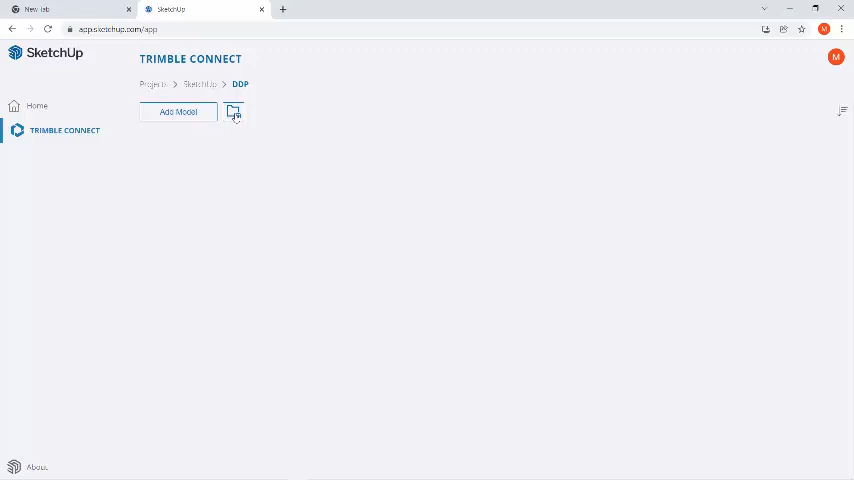 New Tab
SketchUp
app.sketchup.com/app
M
SketchUp
TRIMBLE CONNECT
M
Projects > SketchUp > DDP
Home
Add Model
TRIMBLE CONNECT
About